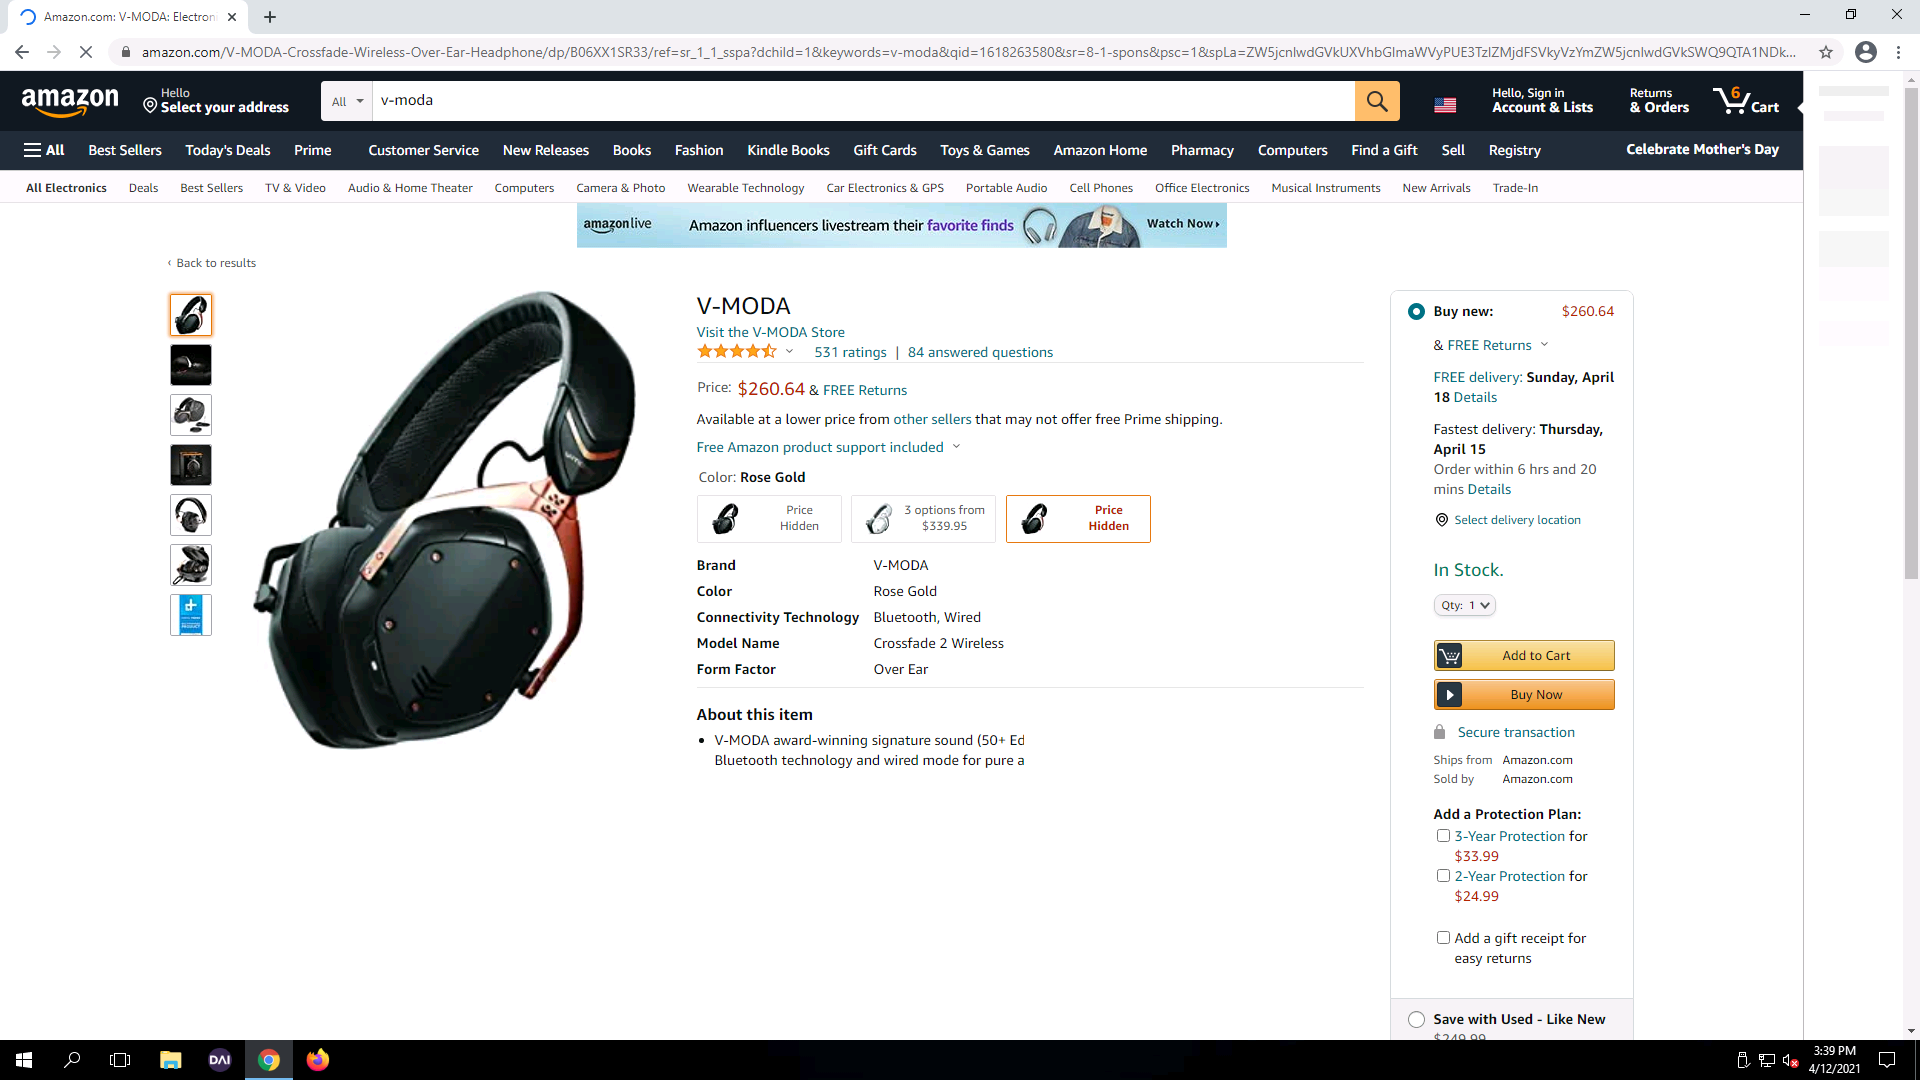 Amazon.com: V-MODA: Electron
amazon.com/V-MODA-Crossfade-Wireless-Over-Ear-Headphone/dp/B06XX1SR33/ref=sr_1_1_sspa?dchild=1&keywords=v-moda&qid=1618263580&sr=8-1-spons&psc=1&spLa=ZW5jcnlwdGVkUXVhbGlmaWVyPUE3TzlZMjdFSVkyVzYmZW5jcnlwdGVkSWQ9QTA1NDk...
amazon
Hello
Select your address
All
v-moda
Hello, Sign in
Account & Lists
Returns
& Orders
6
Cart
All
Best Sellers
Today's Deals
Prime
Customer Service
New Releases
Books
Fashion
Kindle Books
Gift Cards
Toys & Games
Amazon Home
Pharmacy
Computers
Find a Gift
Sell
Registry
Celebrate Mother's Day
All Electronics
Deals
Best Sellers
TV & Video
Audio & Home Theater
Computers
Camera & Photo
Wearable Technology
Car Electronics & GPS
Portable Audio
Cell Phones
Office Electronics
Musical Instruments
New Arrivals
Trade-In
amazon live
Amazon influencers livestream their favorite finds
Watch Now
‹ Back to results
V-MODA
Visit the V-MODA Store
531 ratings | 84 answered questions
Price: $260.64 & FREE Returns
Available at a lower price from other sellers that may not offer free Prime shipping.
Free Amazon product support included
Color: Rose Gold
Price
Hidden
3 options from
$339.95
Price
Hidden
Brand V-MODA
Color Rose Gold
Connectivity Technology Bluetooth, Wired
Model Name Crossfade 2 Wireless
Form Factor Over Ear
About this item
• V-MODA award-winning signature sound (50+ Ed
Bluetooth technology and wired mode for pure a
Buy new: $260.64
& FREE Returns
FREE delivery: Sunday, April
18 Details
Fastest delivery: Thursday,
April 15
Order within 6 hrs and 20
mins Details
Select delivery location
In Stock.
Qty: 1
Add to Cart
Buy Now
Secure transaction
Ships from Amazon.com
Sold by Amazon.com
Add a Protection Plan:
3-Year Protection for
$33.99
2-Year Protection for
$24.99
Add a gift receipt for
easy returns
Save with Used - Like New
$249.99
DAI
3:39 PM
4/12/2021